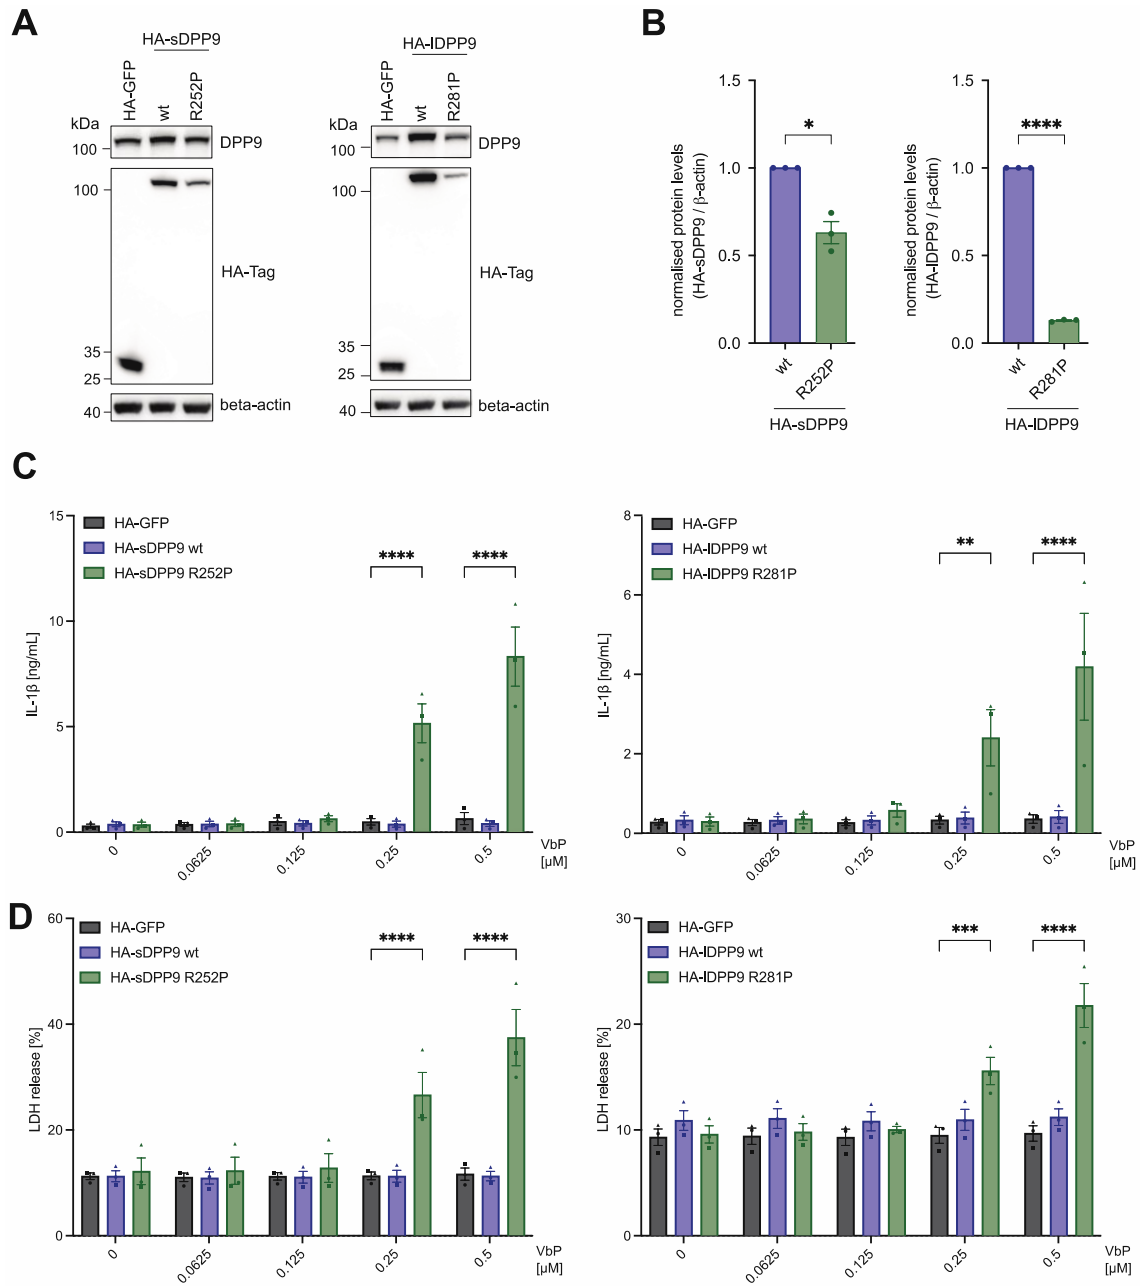 A
HA-sDPP9
HA-GFP
wt
R252P
kDa
100
DPP9
100
HA-Tag
35
25
40
beta-actin
HA-lDPP9
HA-GFP
wt
R281P
kDa
100
DPP9
100
HA-Tag
35
25
40
beta-actin
B
normalised protein levels
(HA-sDPP9 / β-actin)
1.5
1.0
0.5
0.0
*
wt
R252P
HA-sDPP9
normalised protein levels
(HA-lDPP9 / β-actin)
1.5
1.0
0.5
0.0
****
wt
R281P
HA-lDPP9
C
IL-1β [ng/mL]
15
10
5
0
HA-GFP
HA-sDPP9 wt
HA-sDPP9 R252P
****
****
0
0.0625
0.125
0.25
0.5
VbP
[µM]
IL-1β [ng/mL]
8
6
4
2
0
HA-GFP
HA-lDPP9 wt
HA-lDPP9 R281P
**
****
0
0.0625
0.125
0.25
0.5
VbP
[µM]
D
LDH release [%]
60
40
20
0
HA-GFP
HA-sDPP9 wt
HA-sDPP9 R252P
****
****
0
0.0625
0.125
0.25
0.5
VbP
[µM]
LDH release [%]
30
20
10
0
HA-GFP
HA-lDPP9 wt
HA-lDPP9 R281P
***
****
0
0.0625
0.125
0.25
0.5
VbP
[µM]